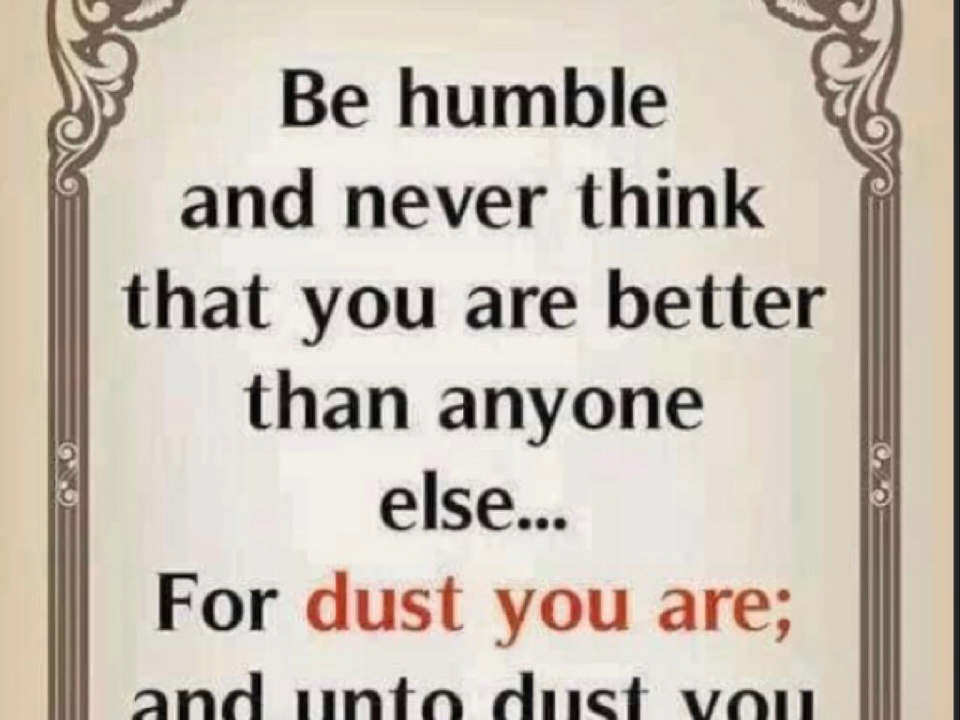 Be humble
and never think
that you are better
than anyone
else...
For dust you are;
and unto dust you